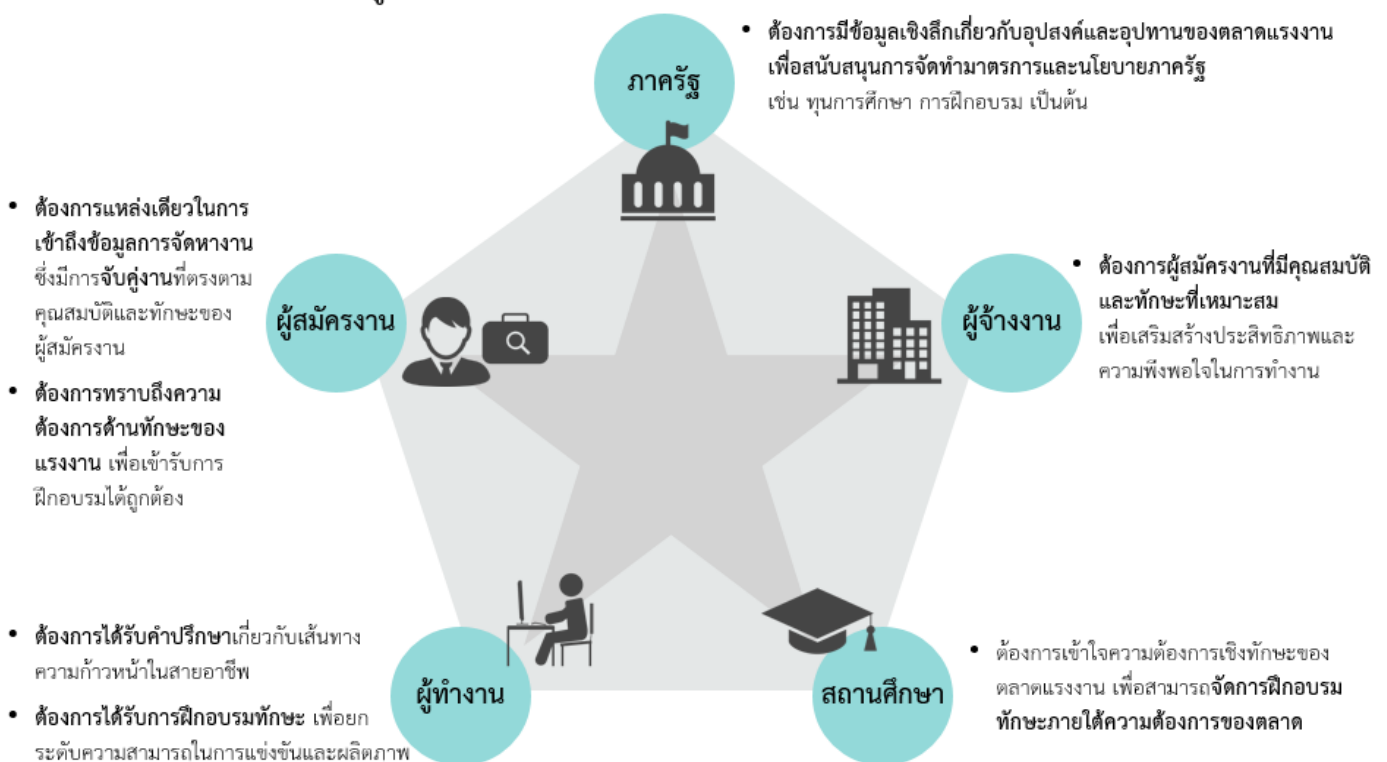 ภาครัฐ
• ต้องการมีข้อมูลเชิงลึกเกี่ยวกับอุปสงค์และอุปทานของตลาดแรงงาน
เพื่อสนับสนุนการจัดทำมาตรการและนโยบายภาครัฐ
เช่น ทุนการศึกษา การฝึกอบรม เป็นต้น
• ต้องการแหล่งเดียวในการ
เข้าถึงข้อมูลการจัดหางาน
ซึ่งมีการจับคู่งานที่ตรงตาม
คุณสมบัติและทักษะของ
ผู้สมัครงาน
• ต้องการทราบถึงความ
ต้องการด้านทักษะของ
แรงงาน เพื่อเข้ารับการ
ฝึกอบรมได้ถูกต้อง
ผู้สมัครงาน
ผู้จ้างงาน
• ต้องการผู้สมัครงานที่มีคุณสมบัติ
และทักษะที่เหมาะสม
เพื่อเสริมสร้างประสิทธิภาพและ
ความพึงพอใจในการทำงาน
• ต้องการได้รับคำปรึกษาเกี่ยวกับเส้นทาง
ความก้าวหน้าในสายอาชีพ
• ต้องการได้รับการฝึกอบรมทักษะ เพื่อยก
ระดับความสามารถในการแข่งขันและผลิตภาพ
ผู้ทำงาน
สถานศึกษา
• ต้องการเข้าใจความต้องการเชิงทักษะของ
ตลาดแรงงาน เพื่อสามารถจัดการฝึกอบรม
ทักษะภายใต้ความต้องการของตลาด